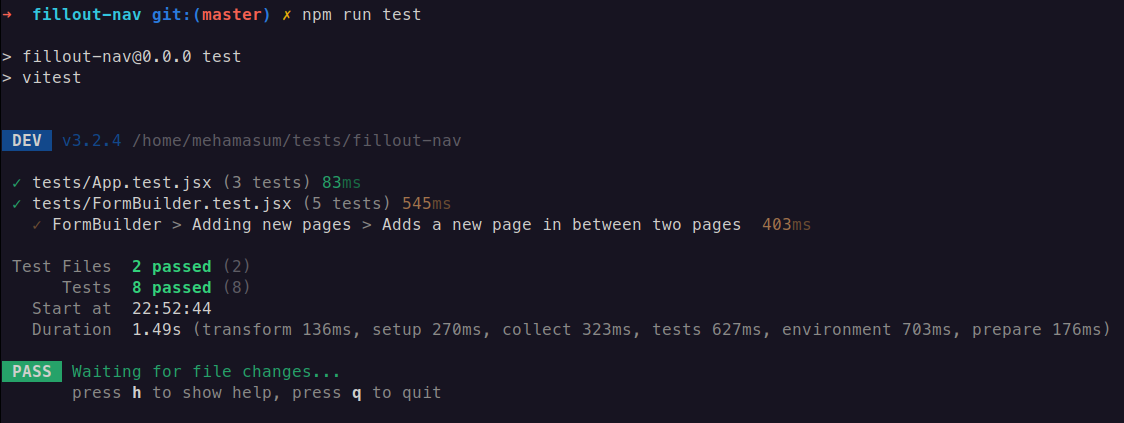 ➜  fillout-nav git:(master) ✗ npm run test
> fillout-nav@0.0.0 test
> vitest
DEV  v3.2.4 /home/mehamasum/tests/fillout-nav
✓ tests/App.test.jsx (3 tests) 83ms
✓ tests/FormBuilder.test.jsx (5 tests) 545ms
✓ FormBuilder > Adding new pages > Adds a new page in between two pages  403ms
Test Files  2 passed (2)
Tests  8 passed (8)
Start at  22:52:44
Duration  1.49s (transform 136ms, setup 270ms, collect 323ms, tests 627ms, environment 703ms, prepare 176ms)
PASS  Waiting for file changes...
press h to show help, press q to quit